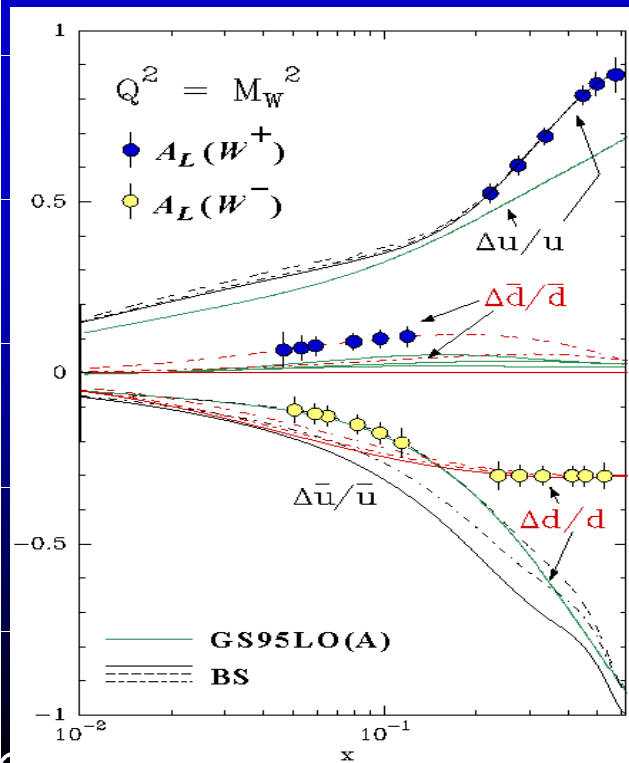 1
Q² = M_W²
A_L(W⁺)
A_L(W⁻)
0.5
Δu/u
Δd̄/d̄
0
Δū/ū
Δd/d
−0.5
GS95LO(A)
BS
−1
10⁻²
10⁻¹
x